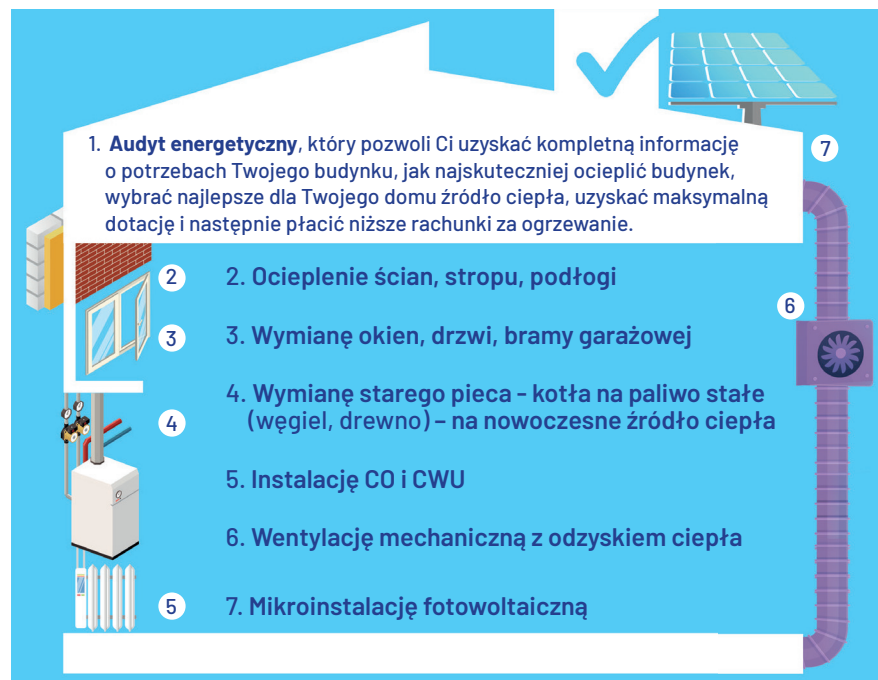 1. Audyt energetyczny, który pozwoli Ci uzyskać kompletną informację
o potrzebach Twojego budynku, jak najskuteczniej ocieplić budynek,
wybrać najlepsze dla Twojego domu źródło ciepła, uzyskać maksymalną
dotację i następnie płacić niższe rachunki za ogrzewanie.
7
2
2. Ocieplenie ścian, stropu, podłogi
6
3
3. Wymianę okien, drzwi, bramy garażowej
4
4. Wymianę starego pieca - kotła na paliwo stałe
(węgiel, drewno) – na nowoczesne źródło ciepła
5. Instalację CO i CWU
6. Wentylację mechaniczną z odzyskiem ciepła
5
7. Mikroinstalację fotowoltaiczną